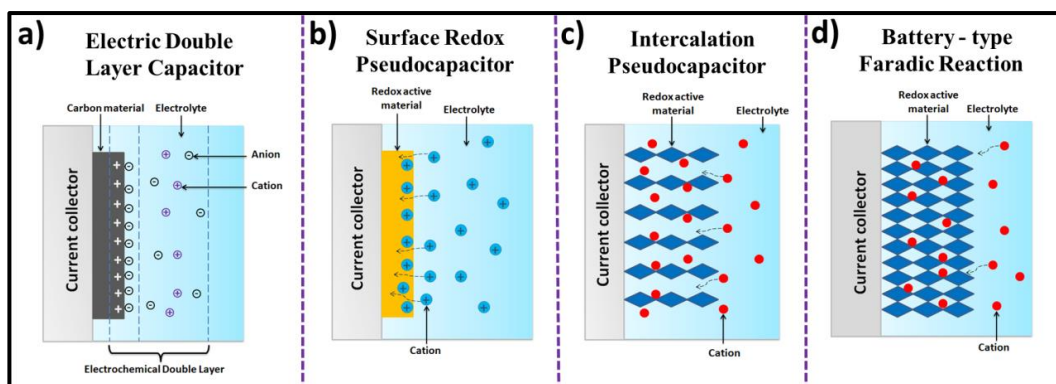 a)
Electric Double
Layer Capacitor
Carbon material
Electrolyte
Anion
Cation
Current collector
+
+
+
+
+
+
+
+
Electrochemical Double Layer
b)
Surface Redox
Pseudocapacitor
Redox active
material
Electrolyte
Current collector
Cation
c)
Intercalation
Pseudocapacitor
Redox active
material
Electrolyte
Current collector
Cation
d)
Battery - type
Faradic Reaction
Redox active
material
Electrolyte
Current collector
Cation